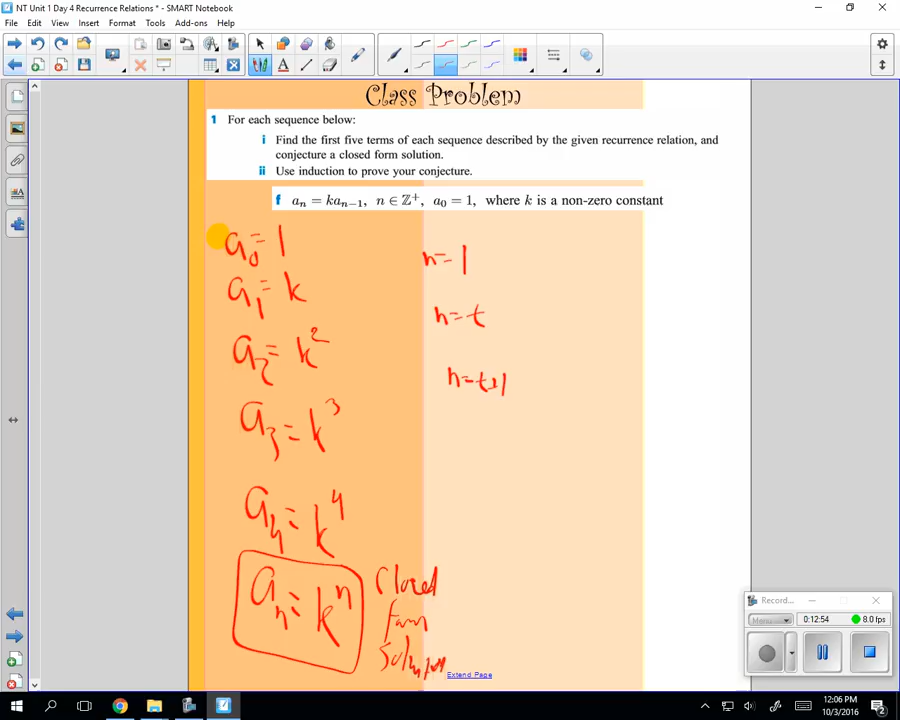 NT Unit 1 Day 4 Recurrence Relations * - SMART Notebook
File Edit View Insert Format Tools Add-ons Help
Class Problem
1 For each sequence below:
i Find the first five terms of each sequence described by the given recurrence relation, and
conjecture a closed form solution.
ii Use induction to prove your conjecture.
f aₙ = kaₙ₋₁, n ∈ ℤ⁺, a₀ = 1, where k is a non-zero constant
a₀ = 1
n = 1
a₁ = k
n = t
a₂ = k²
n = t+1
a₃ = k³
a₄ = k⁴
aₙ = kⁿ
Closed
Form
Solution
Extend Page
Record...
Menu
0:12:54
8.0 fps
12:06 PM
10/3/2016
2